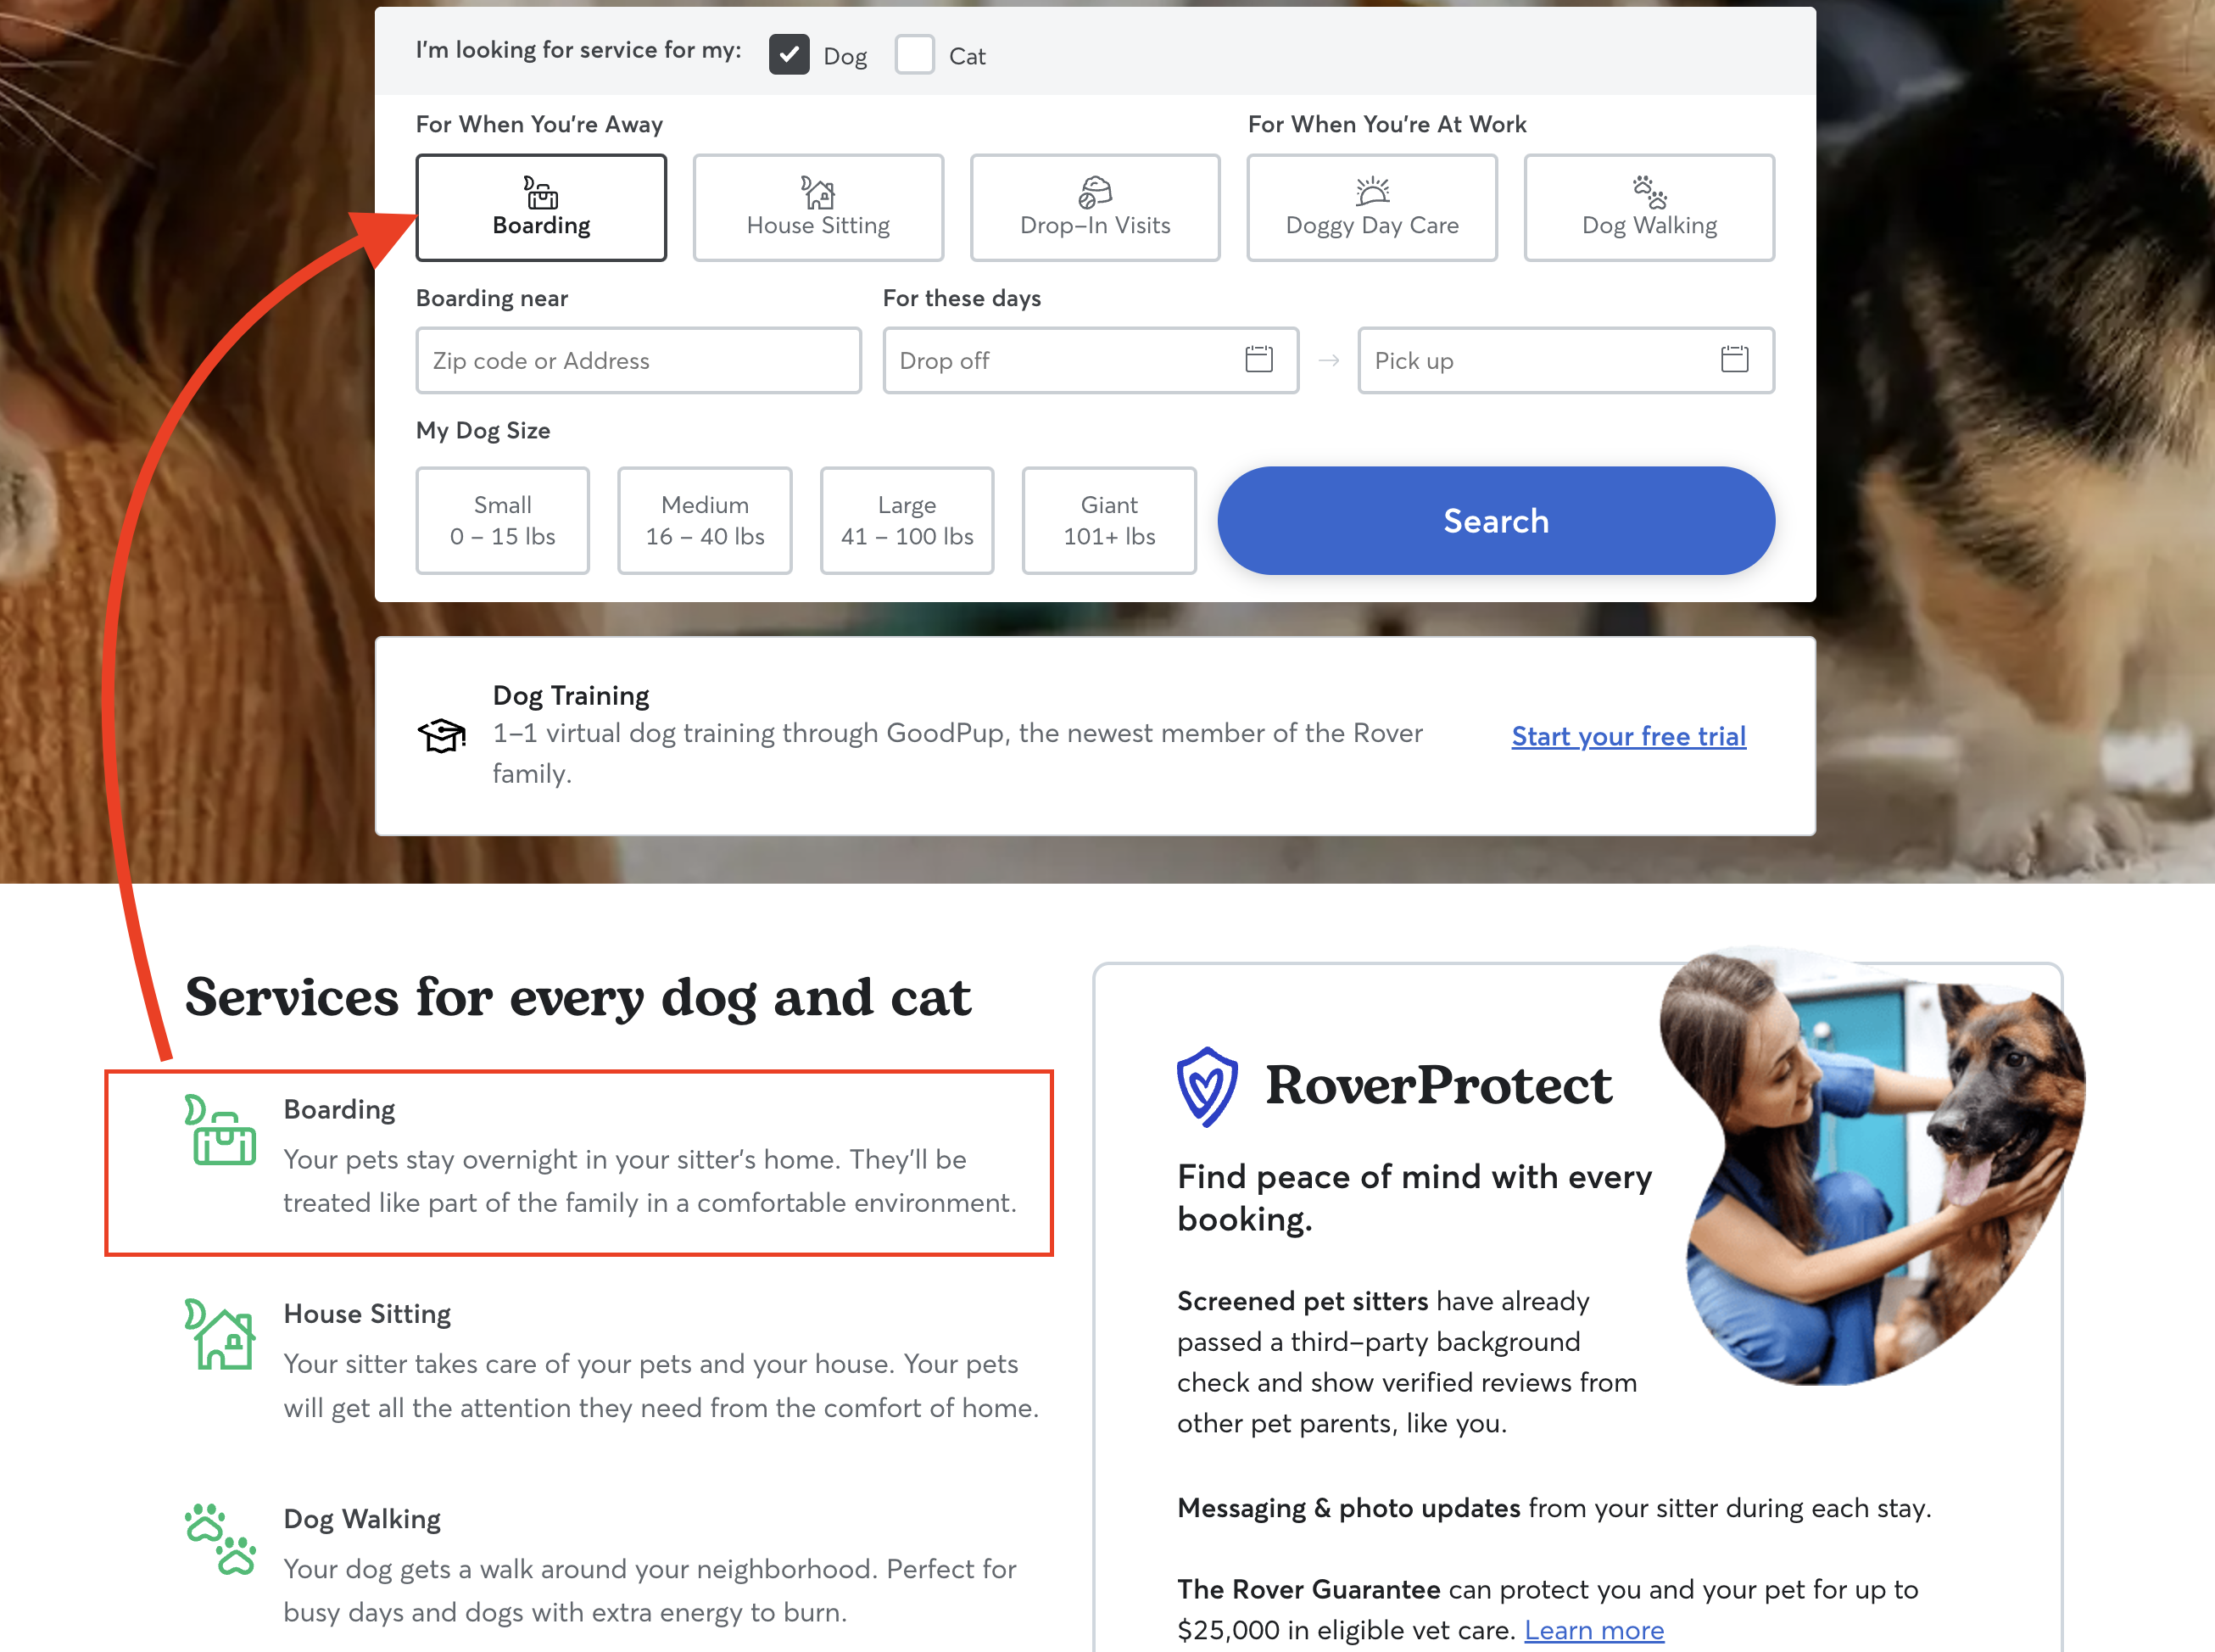 I'm looking for service for my:
Dog
Cat
For When You're Away
For When You're At Work
Boarding
House Sitting
Drop-In Visits
Doggy Day Care
Dog Walking
Boarding near
For these days
Zip code or Address
Drop off
Pick up
My Dog Size
Small
0 – 15 lbs
Medium
16 – 40 lbs
Large
41 – 100 lbs
Giant
101+ lbs
Search
Dog Training
1-1 virtual dog training through GoodPup, the newest member of the Rover
family.
Start your free trial
Services for every dog and cat
Boarding
Your pets stay overnight in your sitter's home. They'll be
treated like part of the family in a comfortable environment.
House Sitting
Your sitter takes care of your pets and your house. Your pets
will get all the attention they need from the comfort of home.
Dog Walking
Your dog gets a walk around your neighborhood. Perfect for
busy days and dogs with extra energy to burn.
RoverProtect
Find peace of mind with every
booking.
Screened pet sitters have already
passed a third-party background
check and show verified reviews from
other pet parents, like you.
Messaging & photo updates from your sitter during each stay.
The Rover Guarantee can protect you and your pet for up to
$25,000 in eligible vet care. Learn more